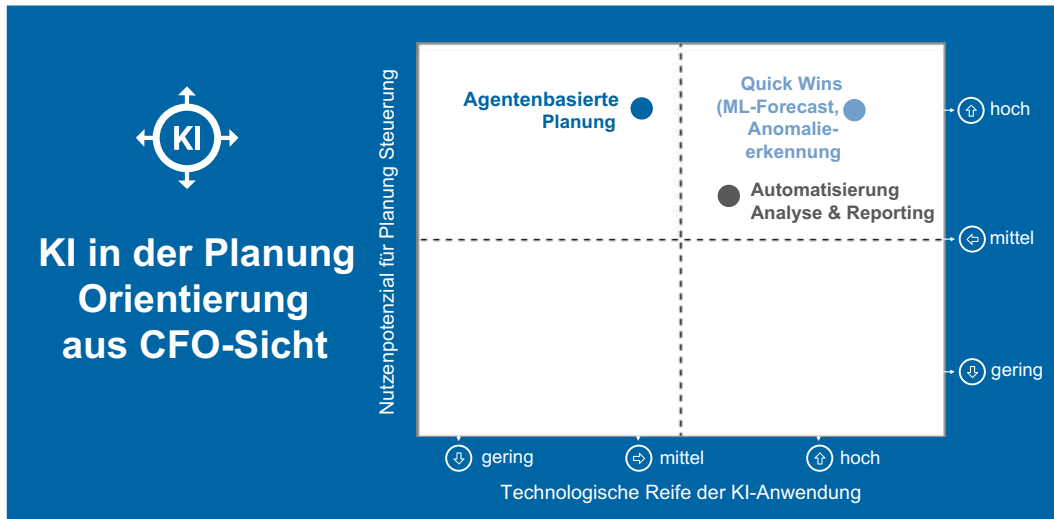 KI
KI in der Planung
Orientierung
aus CFO-Sicht
Nutzenpotenzial für Planung Steuerung
Agentenbasierte
Planung
Quick Wins
(ML-Forecast,
Anomalie-
erkennung
Automatisierung
Analyse & Reporting
hoch
mittel
gering
gering
mittel
hoch
Technologische Reife der KI-Anwendung